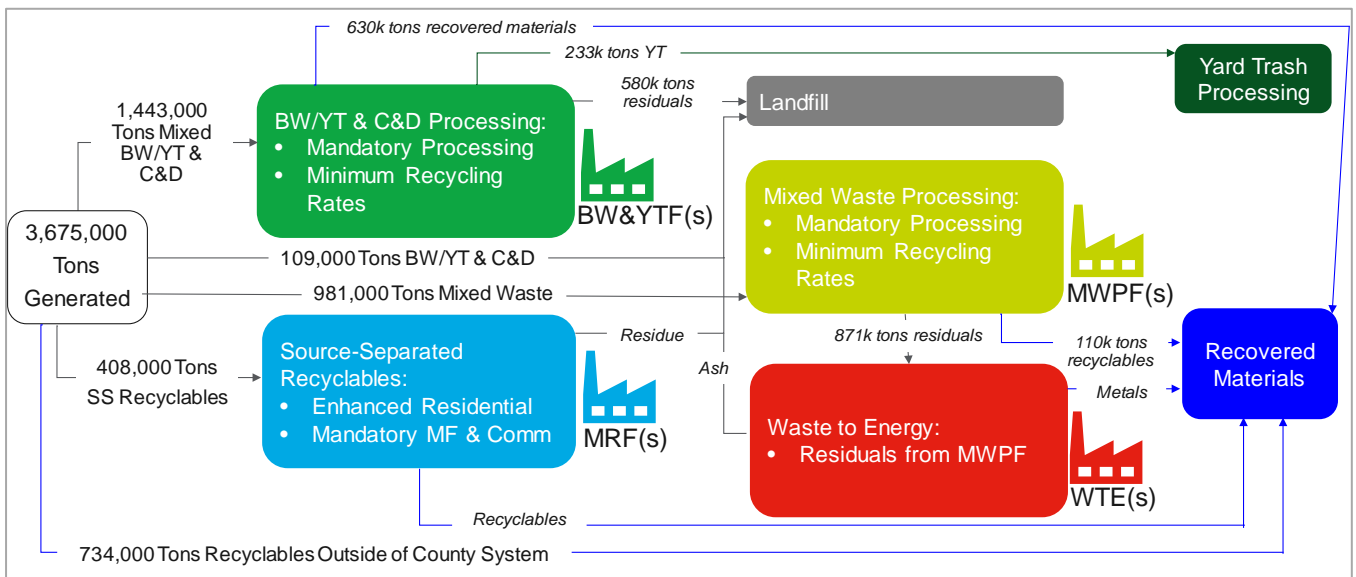 630k tons recovered materials
233k tons YT
Yard Trash
Processing
580k tons
residuals
Landfill
1,443,000
Tons Mixed
BW/YT &
C&D
BW/YT & C&D Processing:
• Mandatory Processing
• Minimum Recycling
Rates
BW&YTF(s)
Mixed Waste Processing:
• Mandatory Processing
• Minimum Recycling
Rates
MWPF(s)
3,675,000
Tons
Generated
109,000 Tons BW/YT & C&D
981,000 Tons Mixed Waste
408,000 Tons
SS Recyclables
Source-Separated
Recyclables:
• Enhanced Residential
• Mandatory MF & Comm
MRF(s)
Residue
Ash
871k tons residuals
110k tons
recyclables
Metals
Recovered
Materials
Waste to Energy:
• Residuals from MWPF
WTE(s)
Recyclables
734,000 Tons Recyclables Outside of County System